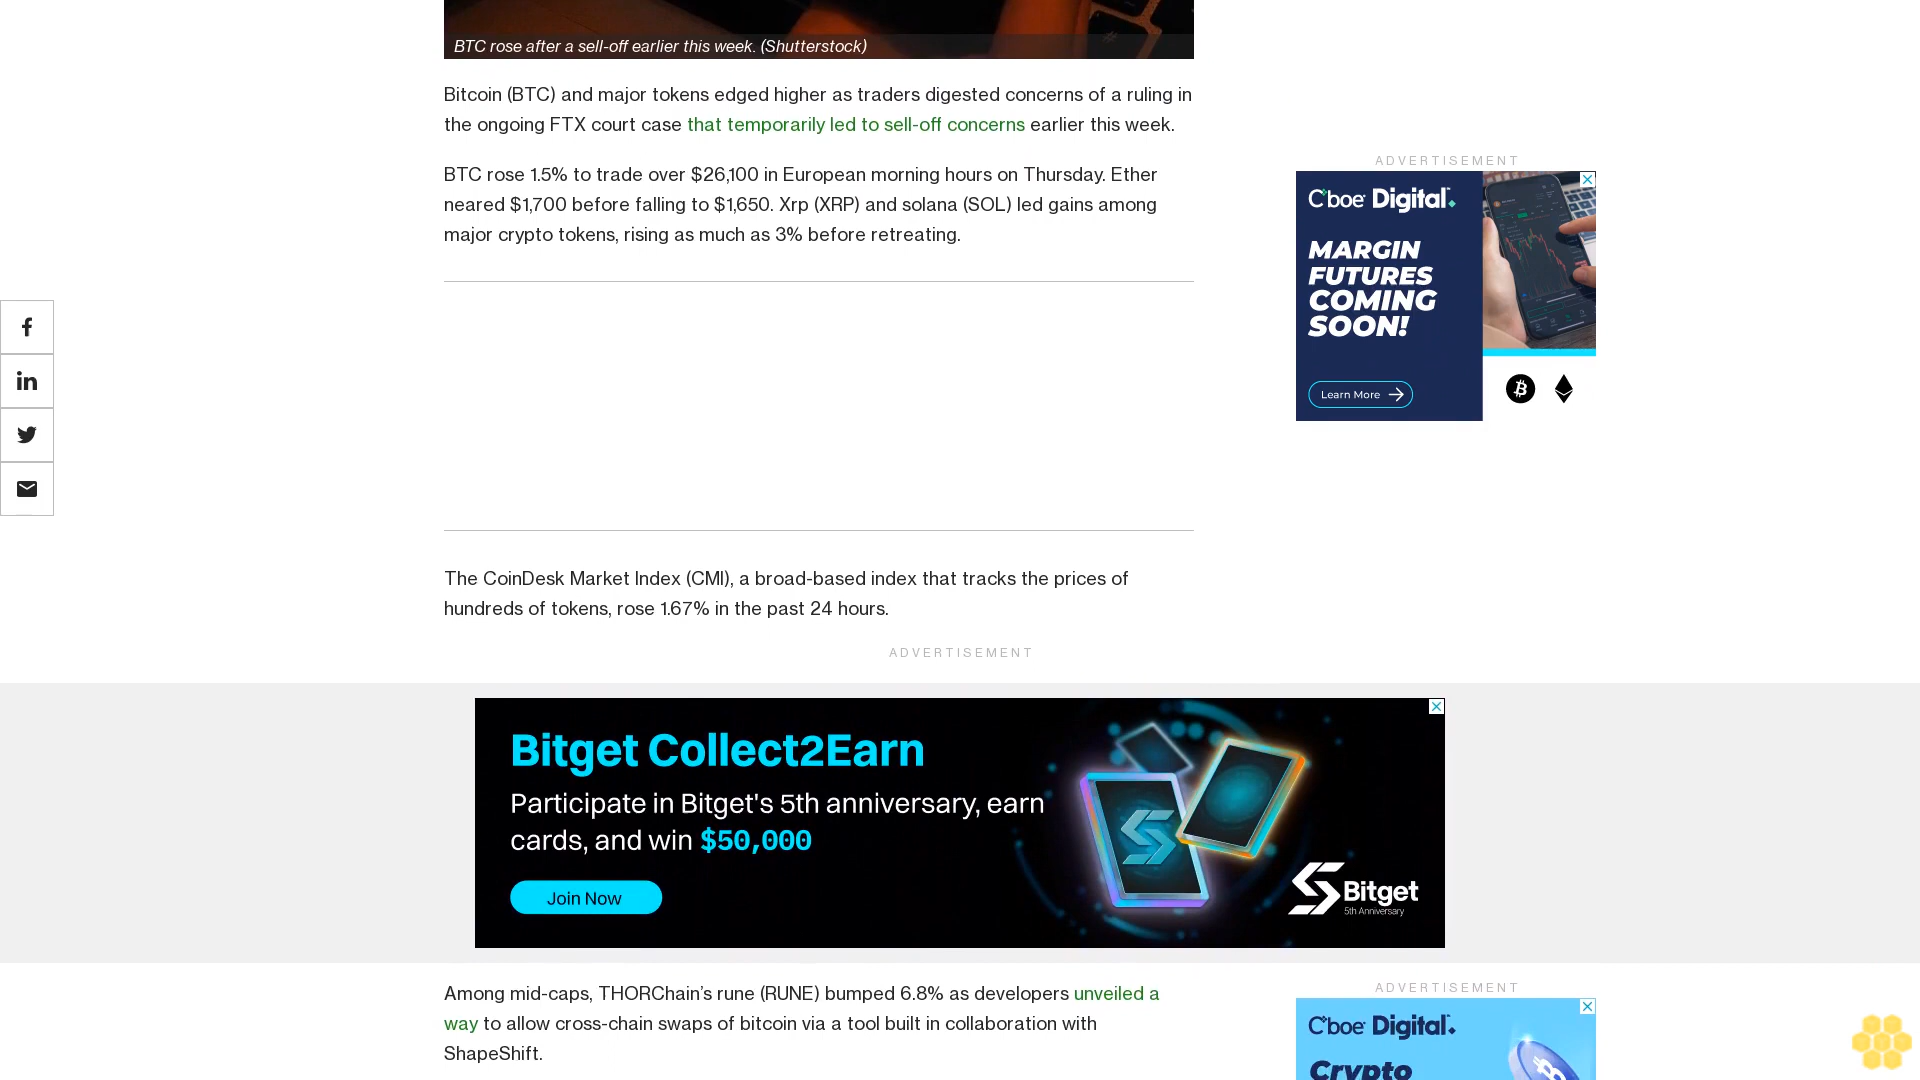 BTC rose after a sell-off earlier this week. (Shutterstock)
Bitcoin (BTC) and major tokens edged higher as traders digested concerns of a ruling in
the ongoing FTX court case that temporarily led to sell-off concerns earlier this week.
BTC rose 1.5% to trade over $26,100 in European morning hours on Thursday. Ether
neared $1,700 before falling to $1,650. Xrp (XRP) and solana (SOL) led gains among
major crypto tokens, rising as much as 3% before retreating.
ADVERTISEMENT
Cboe Digital
MARGIN
FUTURES
COMING
SOON!
Learn More
The CoinDesk Market Index (CMI), a broad-based index that tracks the prices of
hundreds of tokens, rose 1.67% in the past 24 hours.
ADVERTISEMENT
Bitget Collect2Earn
Participate in Bitget's 5th anniversary, earn
cards, and win $50,000
Join Now
Bitget
5th Anniversary
Among mid-caps, THORChain’s rune (RUNE) bumped 6.8% as developers unveiled a
way to allow cross-chain swaps of bitcoin via a tool built in collaboration with
ShapeShift.
ADVERTISEMENT
Cboe Digital
Crypto